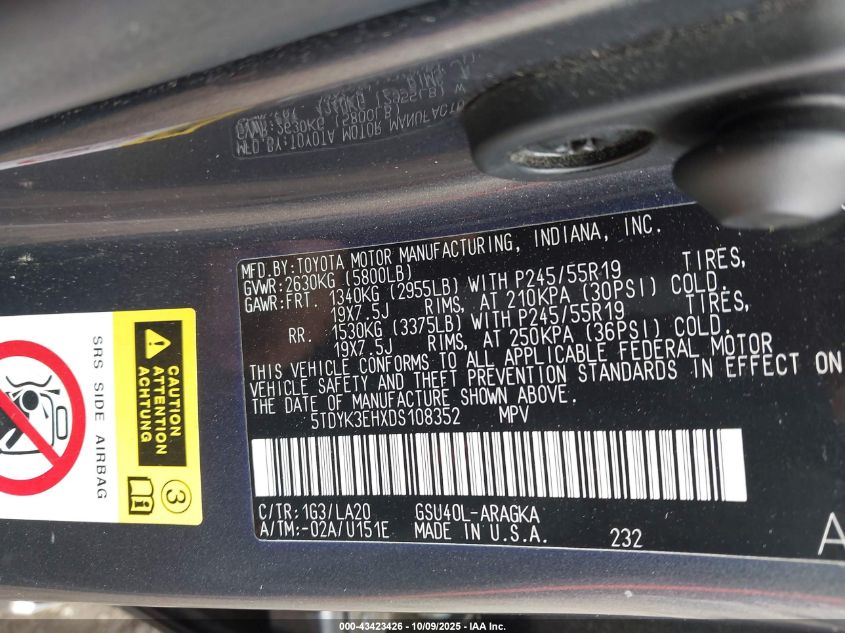 MFD.BY:TOYOTA MOTOR MANUFACTURING, INDIANA, INC.
GVWR:2630KG (5800LB)
GAWR:FRT. 1340KG (2955LB) WITH P245/55R19 TIRES,
19X7.5J RIMS, AT 210KPA (30PSI) COLD.
RR. 1530KG (3375LB) WITH P245/55R19 TIRES,
19X7.5J RIMS, AT 250KPA (36PSI) COLD.
THIS VEHICLE CONFORMS TO ALL APPLICABLE FEDERAL MOTOR
VEHICLE SAFETY AND THEFT PREVENTION STANDARDS IN EFFECT ON
THE DATE OF MANUFACTURE SHOWN ABOVE.
5TDYK3EHXDS108352 MPV
C/TR: 1G3/LA20 GSU40L-ARAGKA
A/TM:-02A/U151E MADE IN U.S.A. 232
A
CAUTION
ATTENTION
ACHTUNG
SRS SIDE AIRBAG
3
000-43423426 - 10/09/2025 - IAA Inc.